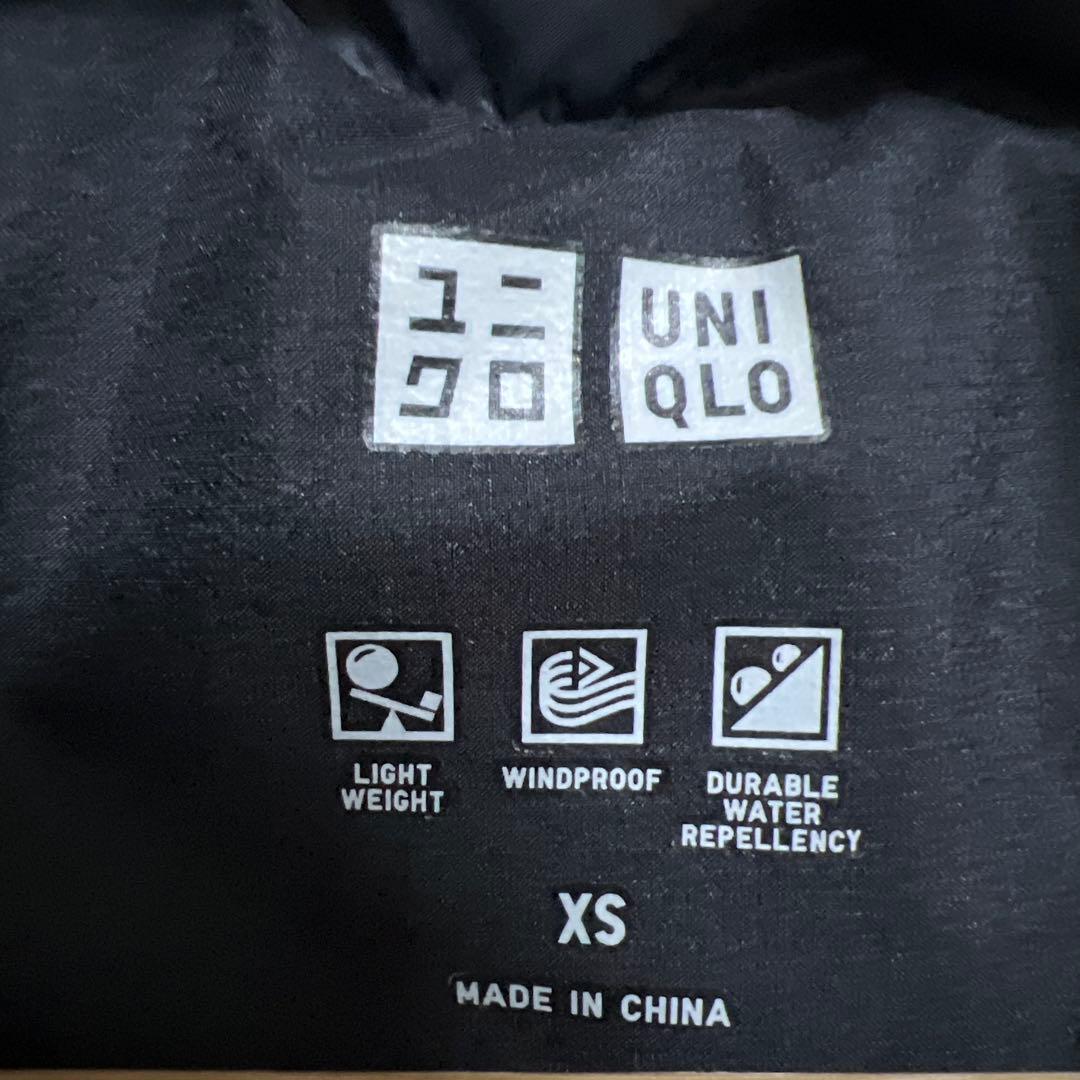 ユニ
クロ
UNI
QLO
LIGHT
WEIGHT
WINDPROOF
DURABLE
WATER
REPELLENCY
XS
MADE IN CHINA